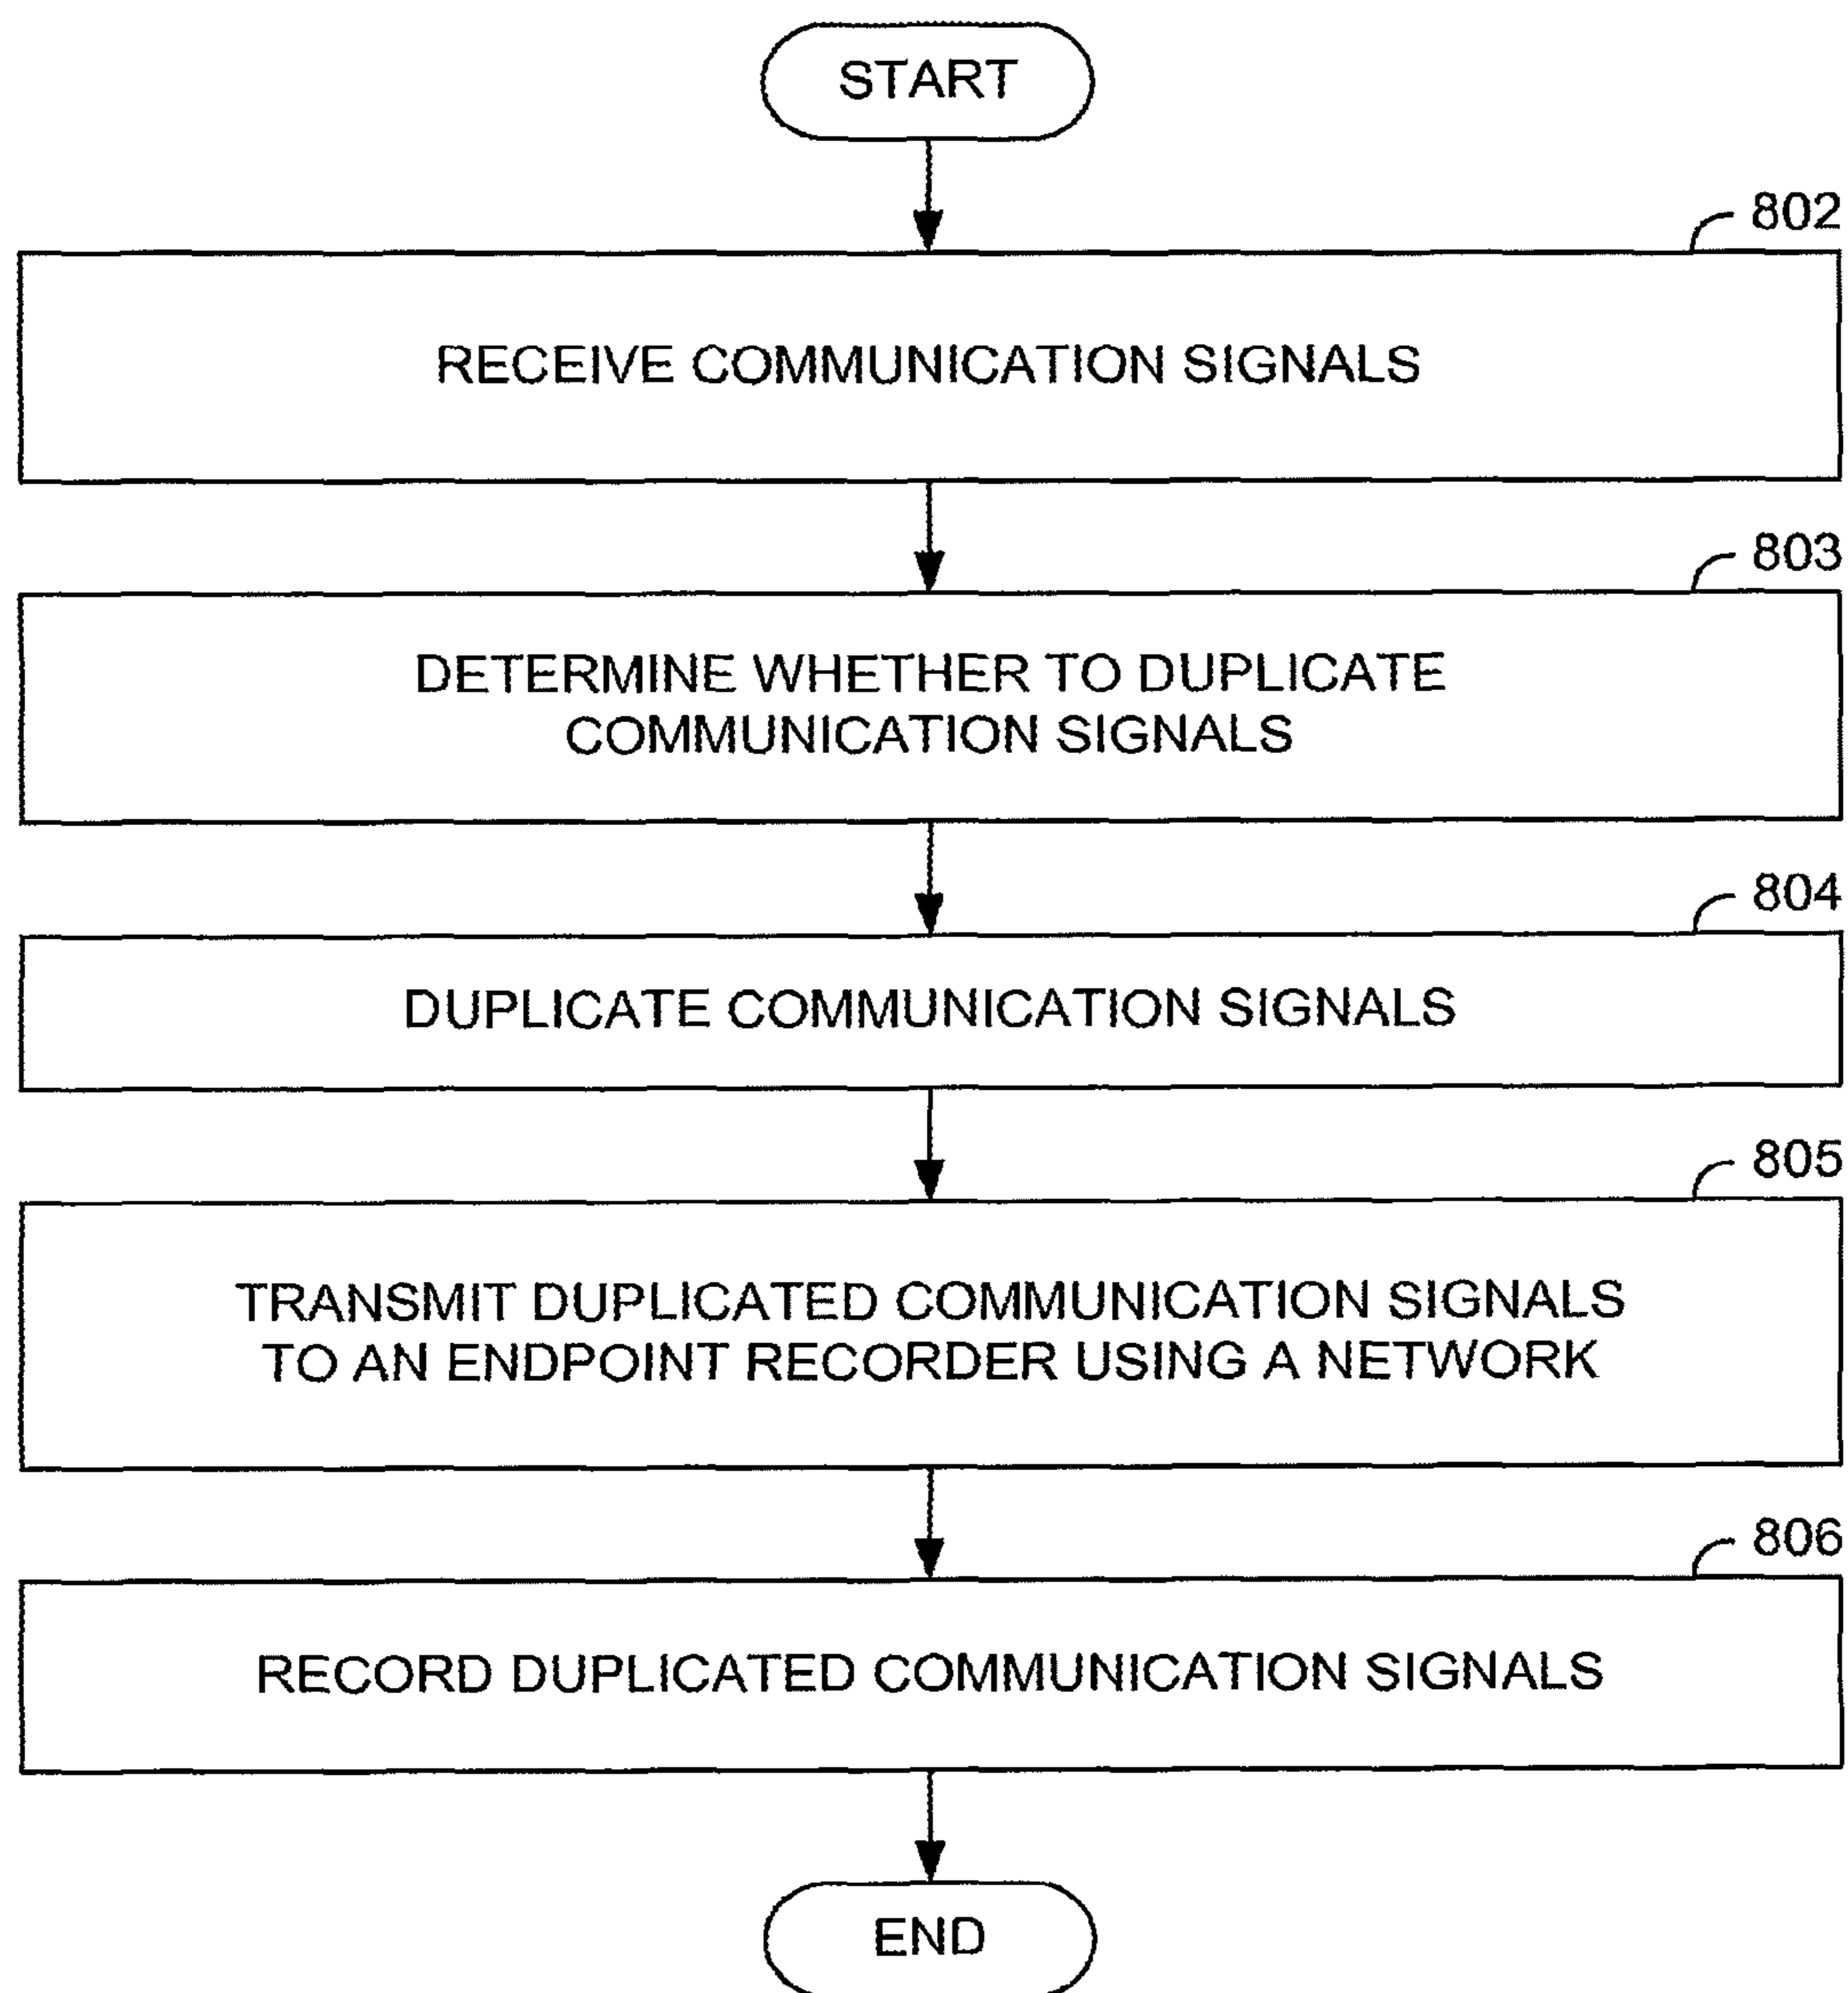 START
802
RECEIVE COMMUNICATION SIGNALS
803
DETERMINE WHETHER TO DUPLICATE
COMMUNICATION SIGNALS
804
DUPLICATE COMMUNICATION SIGNALS
805
TRANSMIT DUPLICATED COMMUNICATION SIGNALS
TO AN ENDPOINT RECORDER USING A NETWORK
806
RECORD DUPLICATED COMMUNICATION SIGNALS
END